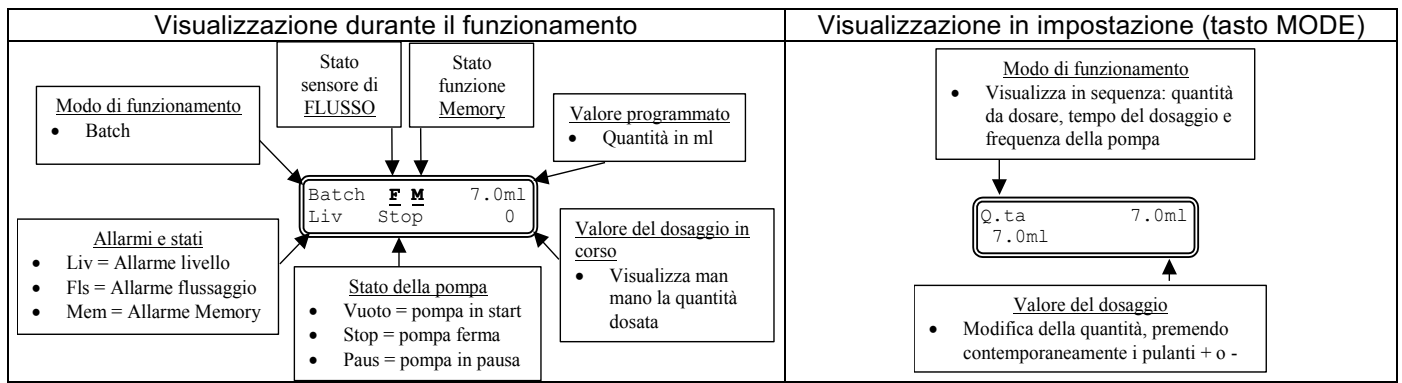 Visualizzazione durante il funzionamento
Visualizzazione in impostazione (tasto MODE)
Stato
sensore di
FLUSSO
Stato
funzione
Memory
Modo di funzionamento
• Batch
Valore programmato
• Quantità in ml
Batch F M 7.0ml
Liv Stop 0
Allarmi e stati
• Liv = Allarme livello
• Fls = Allarme flussaggio
• Mem = Allarme Memory
Stato della pompa
• Vuoto = pompa in start
• Stop = pompa ferma
• Paus = pompa in pausa
Valore del dosaggio in
corso
• Visualizza man
mano la quantità
dosata
Modo di funzionamento
• Visualizza in sequenza: quantità
da dosare, tempo del dosaggio e
frequenza della pompa
Q.ta 7.0ml
7.0ml
Valore del dosaggio
• Modifica della quantità, premendo
contemporaneamente i pulanti + o -